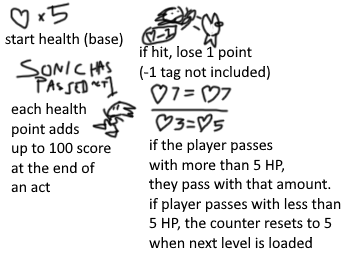 ♡ x 5
start health (base)
SONIC HAS
PASSED ACT 1
each health
point adds
up to 100 score
at the end of
an act
♡-1
if hit, lose 1 point
(-1 tag not included)
♡7=♡7
♡3=♡5
if the player passes
with more than 5 HP,
they pass with that amount.
if player passes with less than
5 HP, the counter resets to 5
when next level is loaded